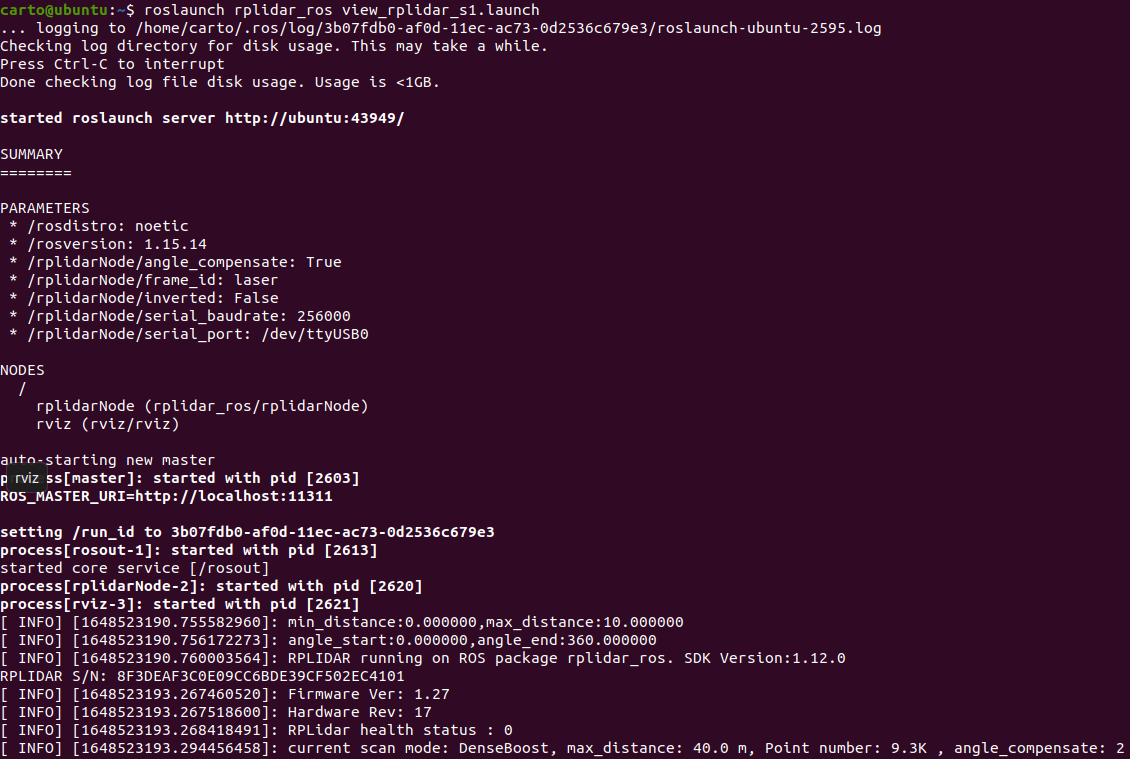 carto@ubuntu:~$ roslaunch rplidar_ros view_rplidar_s1.launch
... logging to /home/carto/.ros/log/3b07fdb0-af0d-11ec-ac73-0d2536c679e3/roslaunch-ubuntu-2595.log
Checking log directory for disk usage. This may take a while.
Press Ctrl-C to interrupt
Done checking log file disk usage. Usage is <1GB.
started roslaunch server http://ubuntu:43949/
SUMMARY
========
PARAMETERS
* /rosdistro: noetic
* /rosversion: 1.15.14
* /rplidarNode/angle_compensate: True
* /rplidarNode/frame_id: laser
* /rplidarNode/inverted: False
* /rplidarNode/serial_baudrate: 256000
* /rplidarNode/serial_port: /dev/ttyUSB0
NODES
/
rplidarNode (rplidar_ros/rplidarNode)
rviz (rviz/rviz)
auto-starting new master
rviz
ss[master]: started with pid [2603]
ROS_MASTER_URI=http://localhost:11311
setting /run_id to 3b07fdb0-af0d-11ec-ac73-0d2536c679e3
process[rosout-1]: started with pid [2613]
started core service [/rosout]
process[rplidarNode-2]: started with pid [2620]
process[rviz-3]: started with pid [2621]
[ INFO] [1648523190.755582960]: min_distance:0.000000,max_distance:10.000000
[ INFO] [1648523190.756172273]: angle_start:0.000000,angle_end:360.000000
[ INFO] [1648523190.760003564]: RPLIDAR running on ROS package rplidar_ros. SDK Version:1.12.0
RPLIDAR S/N: 8F3DEAF3C0E09CC6BDE39CF502EC4101
[ INFO] [1648523193.267460520]: Firmware Ver: 1.27
[ INFO] [1648523193.267518600]: Hardware Rev: 17
[ INFO] [1648523193.268418491]: RPLidar health status : 0
[ INFO] [1648523193.294456458]: current scan mode: DenseBoost, max_distance: 40.0 m, Point number: 9.3K , angle_compensate: 2